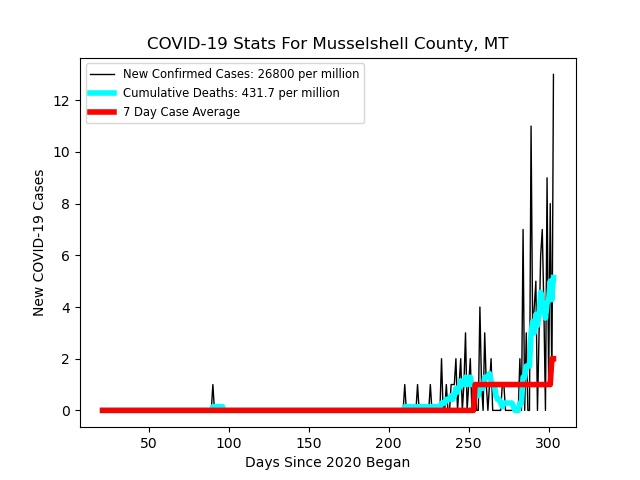 COVID-19 Stats For Musselshell County, MT
New Confirmed Cases: 26800 per million
Cumulative Deaths: 431.7 per million
7 Day Case Average
New COVID-19 Cases
12
10
8
6
4
2
0
50 100 150 200 250 300
Days Since 2020 Began